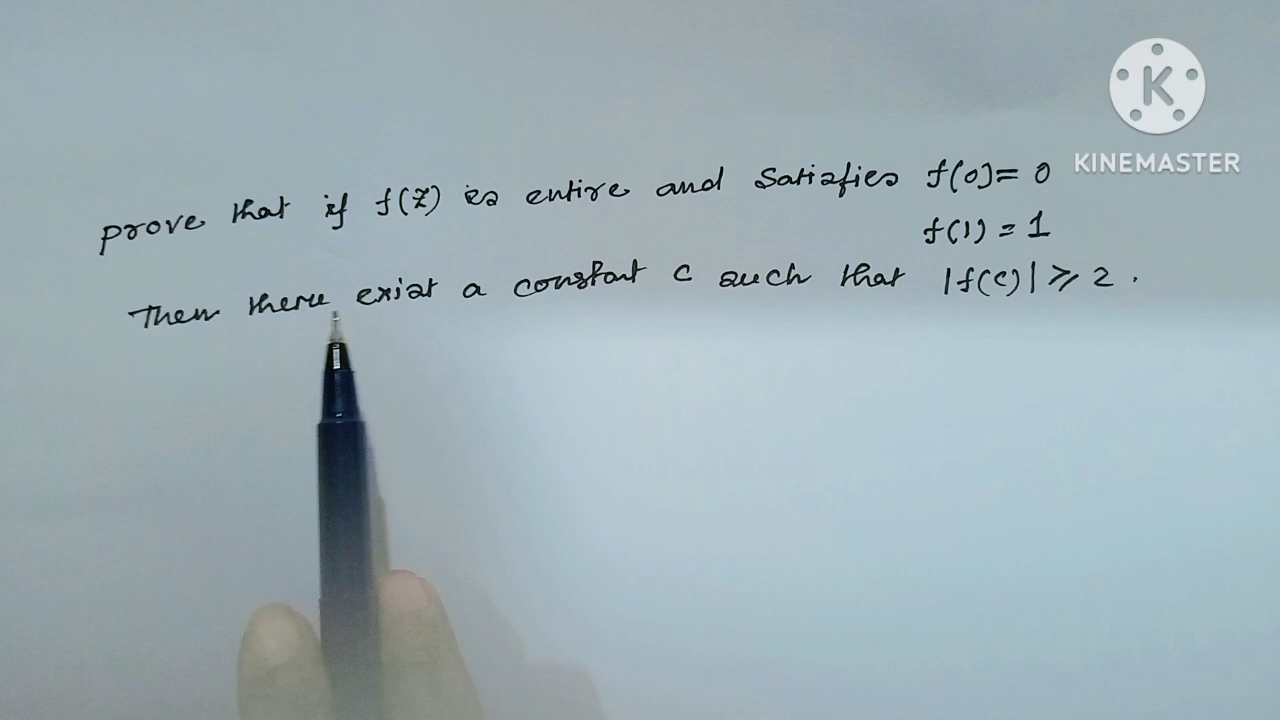 KINEMASTER
prove that if f(z) is entire and satisfies f(0)= 0
f(1) = 1
Then there exist a constant c such that |f(c)| ⩾ 2 .